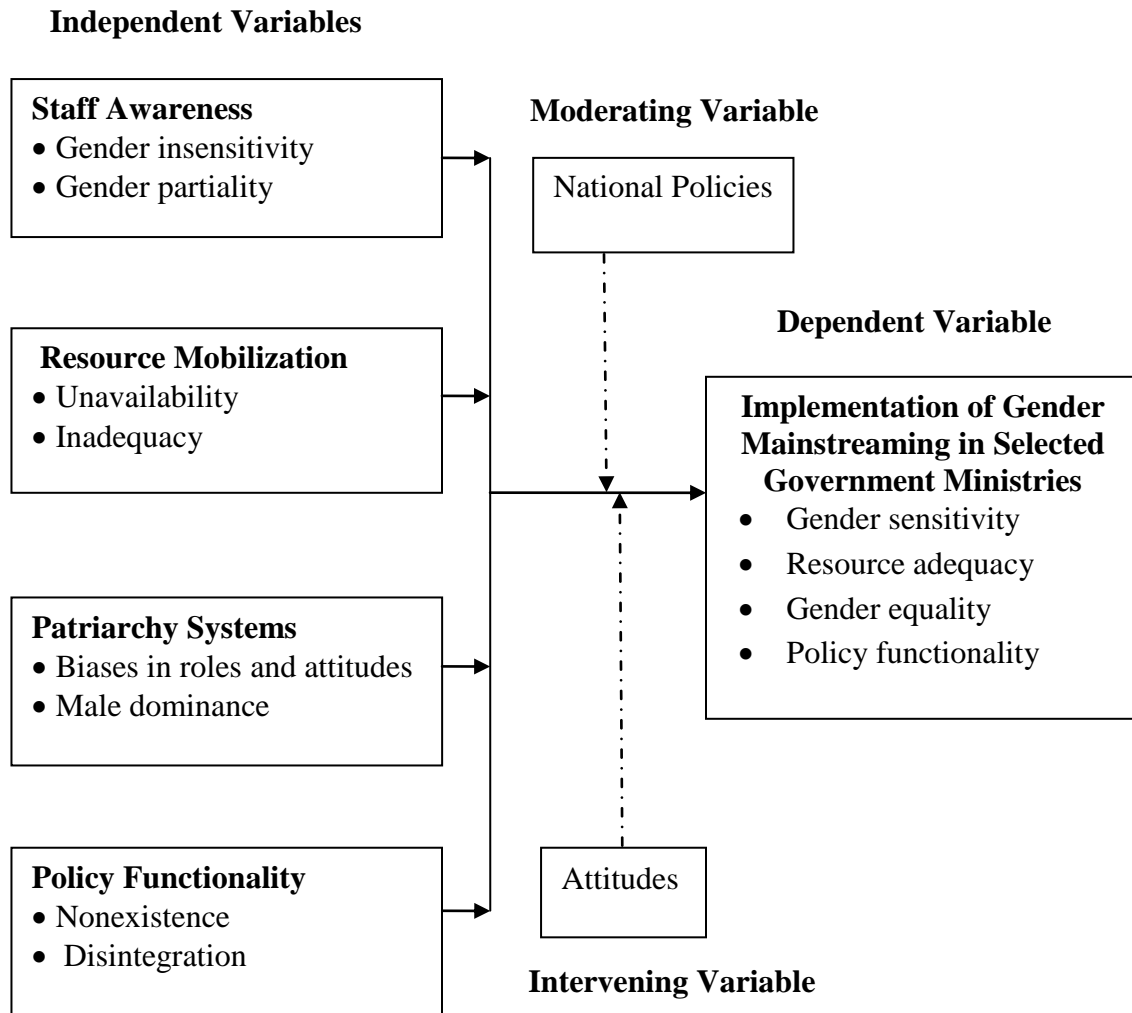 Independent Variables
Staff Awareness
• Gender insensitivity
• Gender partiality
Resource Mobilization
• Unavailability
• Inadequacy
Patriarchy Systems
• Biases in roles and attitudes
• Male dominance
Policy Functionality
• Nonexistence
• Disintegration
Moderating Variable
National Policies
Attitudes
Intervening Variable
Dependent Variable
Implementation of Gender
Mainstreaming in Selected
Government Ministries
• Gender sensitivity
• Resource adequacy
• Gender equality
• Policy functionality